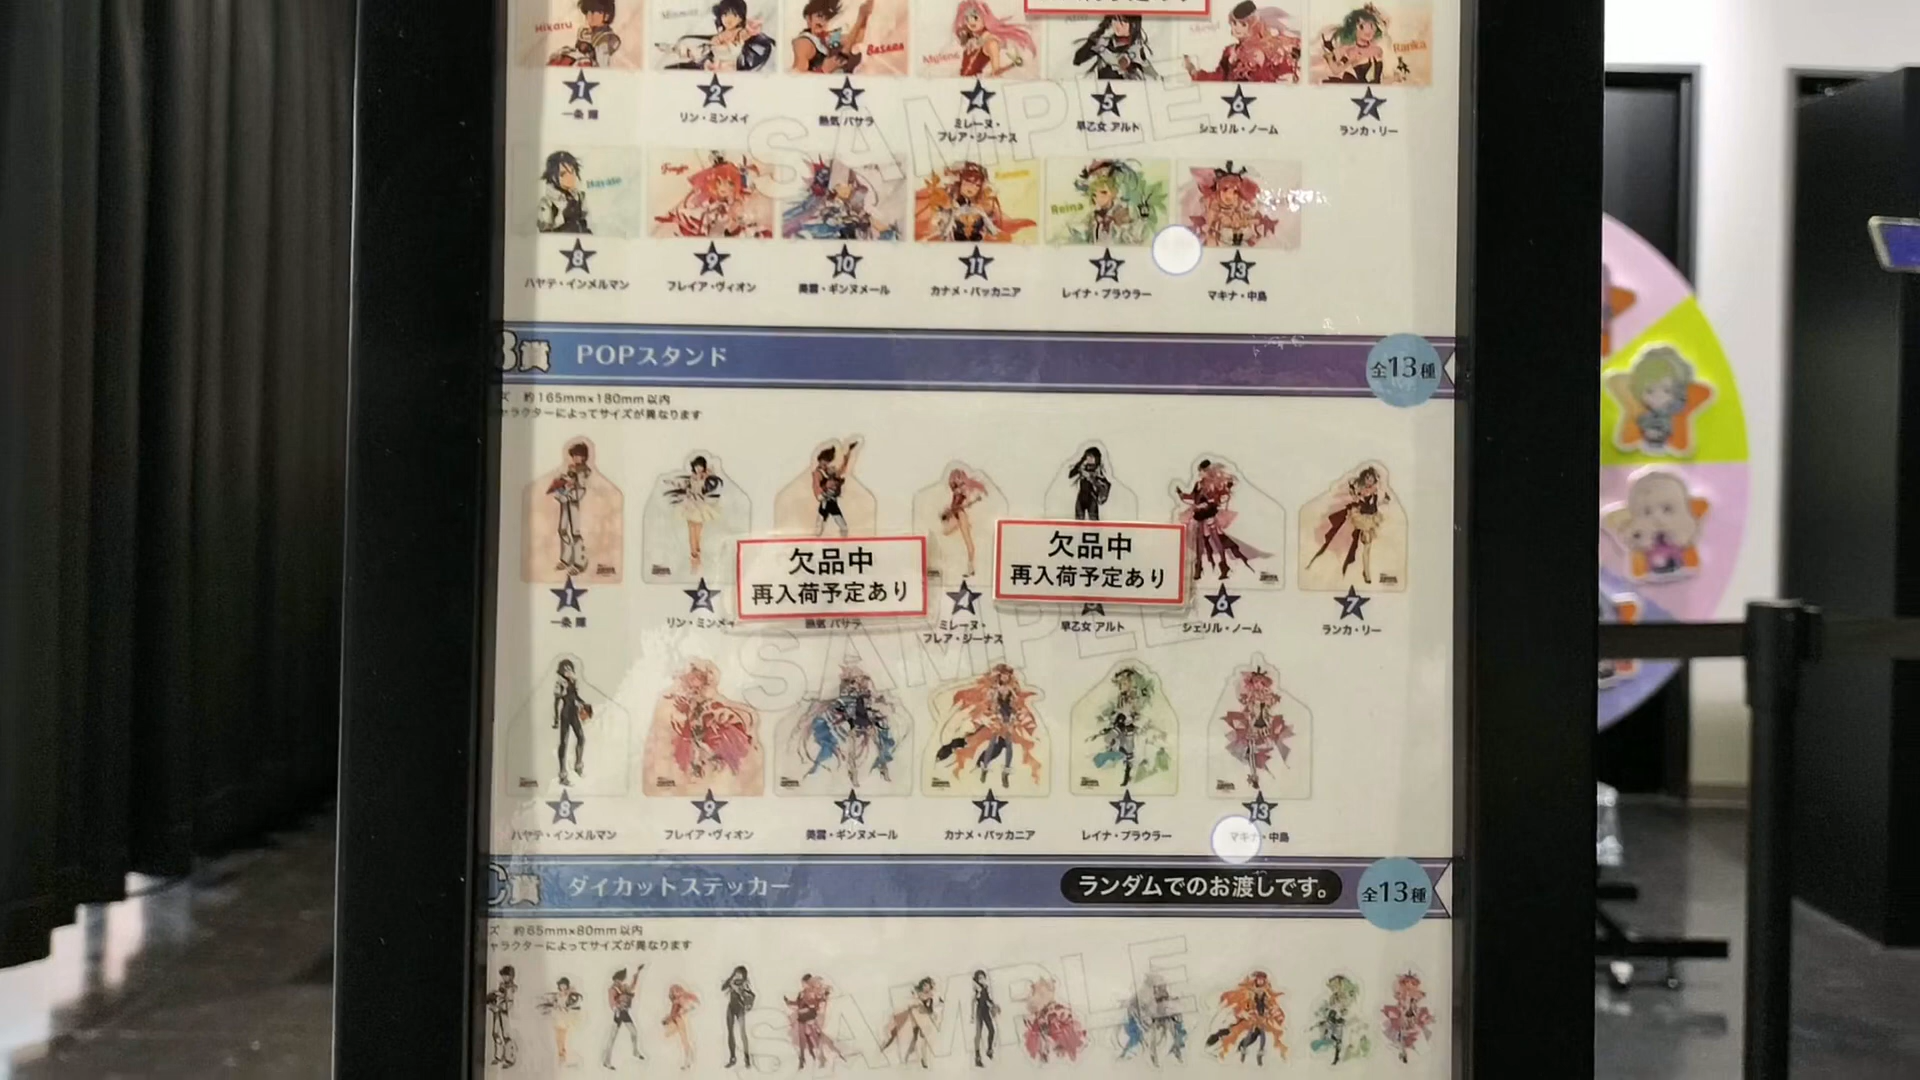 Hikaru
Minmay
BASARA
Mylene
Alto
Sheryl
Ranka
1
2
3
4
5
6
7
一条 輝
リン・ミンメイ
熱気 バサラ
ミレーヌ・
フレア・ジーナス
早乙女 アルト
シェリル・ノーム
ランカ・リー
Hayate
Freyja
Kaname
Reina
8
9
10
11
12
13
ハヤテ・インメルマン
フレイア・ヴィオン
美雲・ギンヌメール
カナメ・バッカニア
レイナ・プラウラー
マキナ・中島
SAMPLE
B賞 POPスタンド
全13種
ズ 約165mm×180mm以内
ャラクターによってサイズが異なります
欠品中
再入荷予定あり
欠品中
再入荷予定あり
1
2
4
6
7
一条 輝
リン・ミンメイ
熱気 バサラ
ミレーヌ・
フレア・ジーナス
早乙女 アルト
シェリル・ノーム
ランカ・リー
SAMPLE
8
9
10
11
12
13
ハヤテ・インメルマン
フレイア・ヴィオン
美雲・ギンヌメール
カナメ・バッカニア
レイナ・プラウラー
マキナ・中島
C賞 ダイカットステッカー
ランダムでのお渡しです。
全13種
ズ 約65mm×80mm以内
ャラクターによってサイズが異なります
SAMPLE